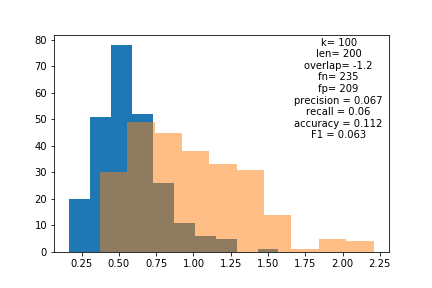 k= 100
len= 200
overlap= -1.2
fn= 235
fp= 209
precision = 0.067
recall = 0.06
accuracy = 0.112
F1 = 0.063
80
70
60
50
40
30
20
10
0
0.25 0.50 0.75 1.00 1.25 1.50 1.75 2.00 2.25